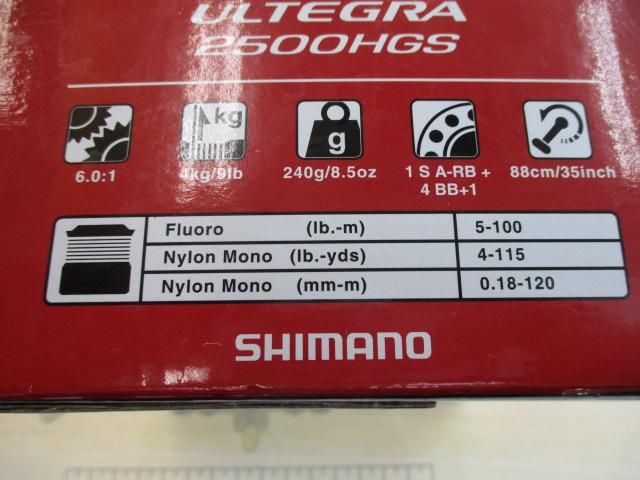 ULTEGRA
2500HGS
kg
g
6.0:1
4kg/9lb
240g/8.5oz
1 S A-RB +
4 BB+1
88cm/35inch
Fluoro (lb.-m) 5-100
Nylon Mono (lb.-yds) 4-115
Nylon Mono (mm-m) 0.18-120
SHIMANO